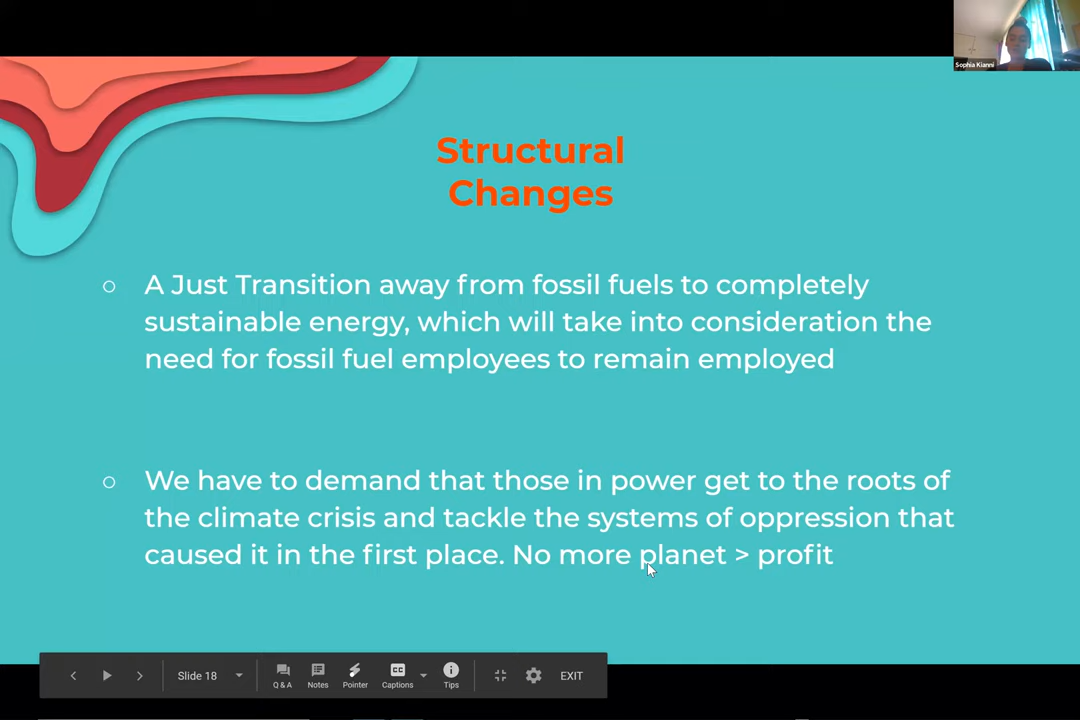 Sophia Kianni
Structural
Changes
A Just Transition away from fossil fuels to completely
sustainable energy, which will take into consideration the
need for fossil fuel employees to remain employed
We have to demand that those in power get to the roots of
the climate crisis and tackle the systems of oppression that
caused it in the first place. No more planet > profit
Slide 18
Q & A
Notes
Pointer
CC
Captions
Tips
EXIT